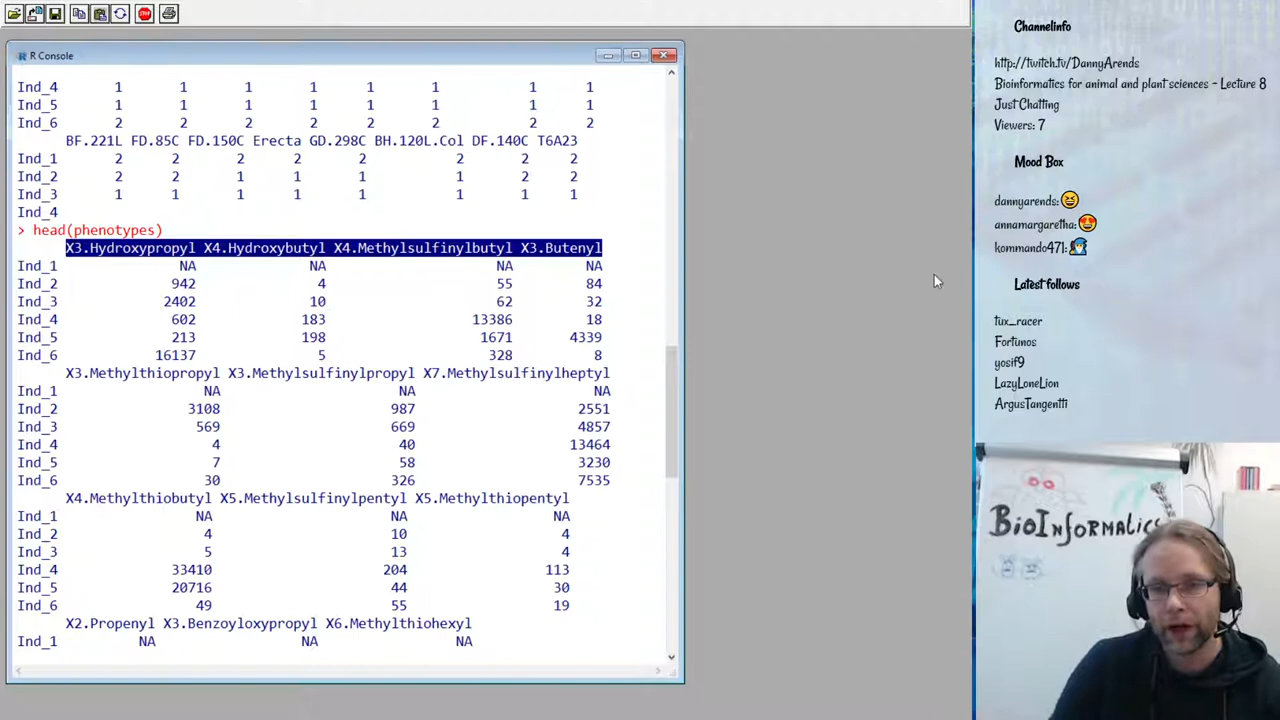 R Console
Ind_4 1 1 1 1 1 1 1 1
Ind_5 1 1 1 1 1 1 1 1
Ind_6 2 2 2 2 2 2 2 2
BF.221L FD.85C FD.150C Erecta GD.298C BH.120L.Col DF.140C T6A23
Ind_1 2 2 2 2 2 2 2 2
Ind_2 2 2 1 1 1 1 2 2
Ind_3 1 1 1 1 1 1 1 1
Ind_4
> head(phenotypes)
X3.Hydroxypropyl X4.Hydroxybutyl X4.Methylsulfinylbutyl X3.Butenyl
Ind_1 NA NA NA NA
Ind_2 942 4 55 84
Ind_3 2402 10 62 32
Ind_4 602 183 13386 18
Ind_5 213 198 1671 4339
Ind_6 16137 5 328 8
X3.Methylthiopropyl X3.Methylsulfinylpropyl X7.Methylsulfinylheptyl
Ind_1 NA NA NA
Ind_2 3108 987 2551
Ind_3 569 669 4857
Ind_4 4 40 13464
Ind_5 7 58 3230
Ind_6 30 326 7535
X4.Methylthiobutyl X5.Methylsulfinylpentyl X5.Methylthiopentyl
Ind_1 NA NA NA
Ind_2 4 10 4
Ind_3 5 13 4
Ind_4 33410 204 113
Ind_5 20716 44 30
Ind_6 49 55 19
X2.Propenyl X3.Benzoyloxypropyl X6.Methylthiohexyl
Ind_1 NA NA NA
Channelinfo
http://twitch.tv/DannyArends
Bioinformatics for animal and plant sciences - Lecture 8
Just Chatting
Viewers: 7
Mood Box
dannyarends:
annamargaretha:
kommando471:
Latest follows
tux_racer
Fortunos
yosif9
LazyLoneLion
ArgusTangentti
BioInformatics